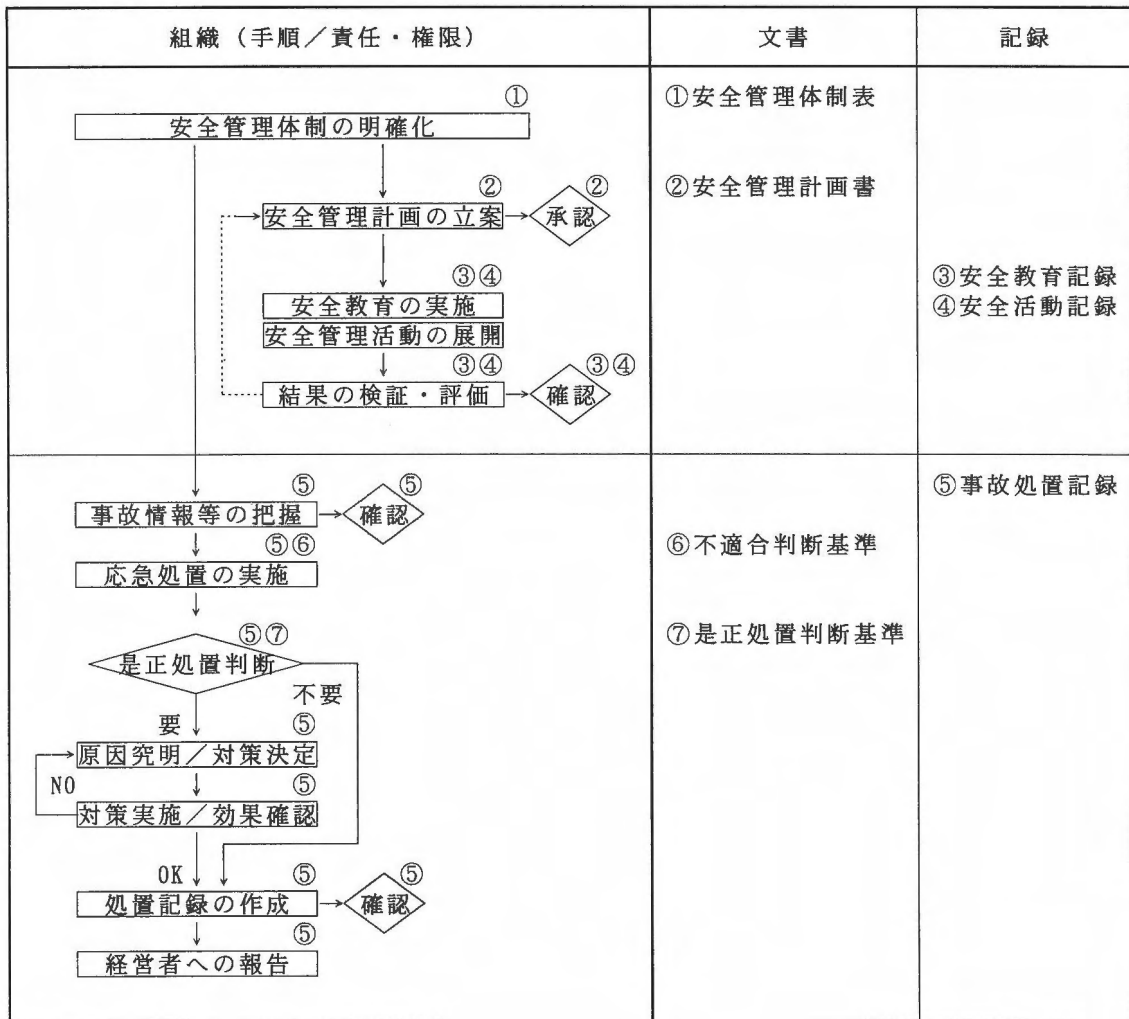 組織（手順／責任・権限）
文書
記録
①
安全管理体制の明確化
①安全管理体制表
②
安全管理計画の立案
②
承認
②安全管理計画書
③④
安全教育の実施
安全管理活動の展開
③安全教育記録
④安全活動記録
③④
結果の検証・評価
③④
確認
⑤
事故情報等の把握
⑤
確認
⑤事故処置記録
⑤⑥
応急処置の実施
⑥不適合判断基準
⑤⑦
是正処置判断
⑦是正処置判断基準
不要
要
⑤
原因究明／対策決定
NO
⑤
対策実施／効果確認
OK
⑤
処置記録の作成
⑤
確認
⑤
経営者への報告